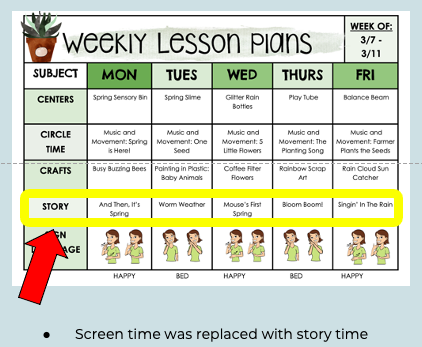 Weekly Lesson Plans
WEEK OF:
3/7 -
3/11
SUBJECT MON TUES WED THURS FRI
CENTERS Spring Sensory Bin Spring Slime Glitter Rain Bottles Play Tube Balance Beam
CIRCLE TIME Music and Movement: Spring is Here! Music and Movement: One Seed Music and Movement: 5 Little Flowers Music and Movement: The Planting Song Music and Movement: Farmer Plants the Seeds
CRAFTS Busy Buzzing Bees Painting in Plastic: Baby Animals Coffee Filter Flowers Rainbow Scrap Art Rain Cloud Sun Catcher
STORY And Then, It's Spring Worm Weather Mouse's First Spring Bloom Boom! Singin' In The Rain
HAPPY BED HAPPY BED HAPPY
● Screen time was replaced with story time